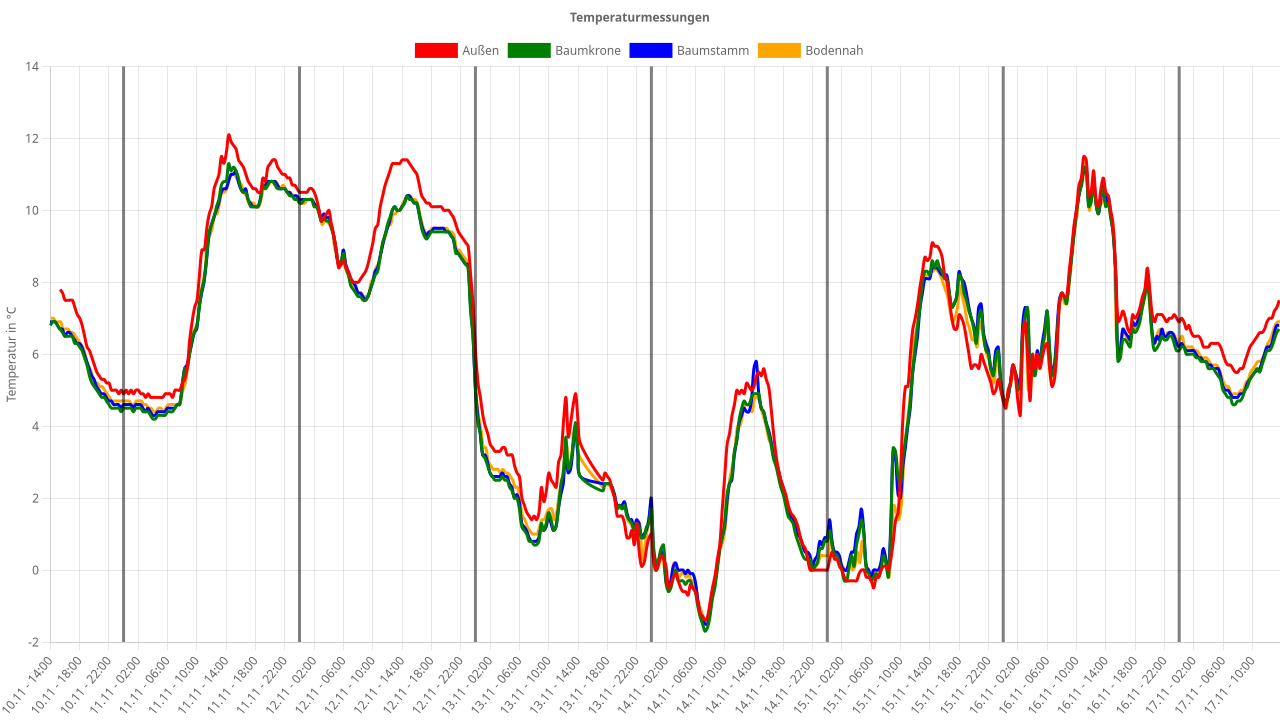 Temperaturmessungen
Außen Baumkrone Baumstamm Bodennah
Temperatur in °C
14
12
10
8
6
4
2
0
-2
10.11 - 14:00
10.11 - 18:00
10.11 - 22:00
11.11 - 02:00
11.11 - 06:00
11.11 - 10:00
11.11 - 14:00
11.11 - 18:00
11.11 - 22:00
12.11 - 02:00
12.11 - 06:00
12.11 - 10:00
12.11 - 14:00
12.11 - 18:00
12.11 - 22:00
13.11 - 02:00
13.11 - 06:00
13.11 - 10:00
13.11 - 14:00
13.11 - 18:00
13.11 - 22:00
14.11 - 02:00
14.11 - 06:00
14.11 - 10:00
14.11 - 14:00
14.11 - 18:00
14.11 - 22:00
15.11 - 02:00
15.11 - 06:00
15.11 - 10:00
15.11 - 14:00
15.11 - 18:00
15.11 - 22:00
16.11 - 02:00
16.11 - 06:00
16.11 - 10:00
16.11 - 14:00
16.11 - 18:00
16.11 - 22:00
17.11 - 02:00
17.11 - 06:00
17.11 - 10:00